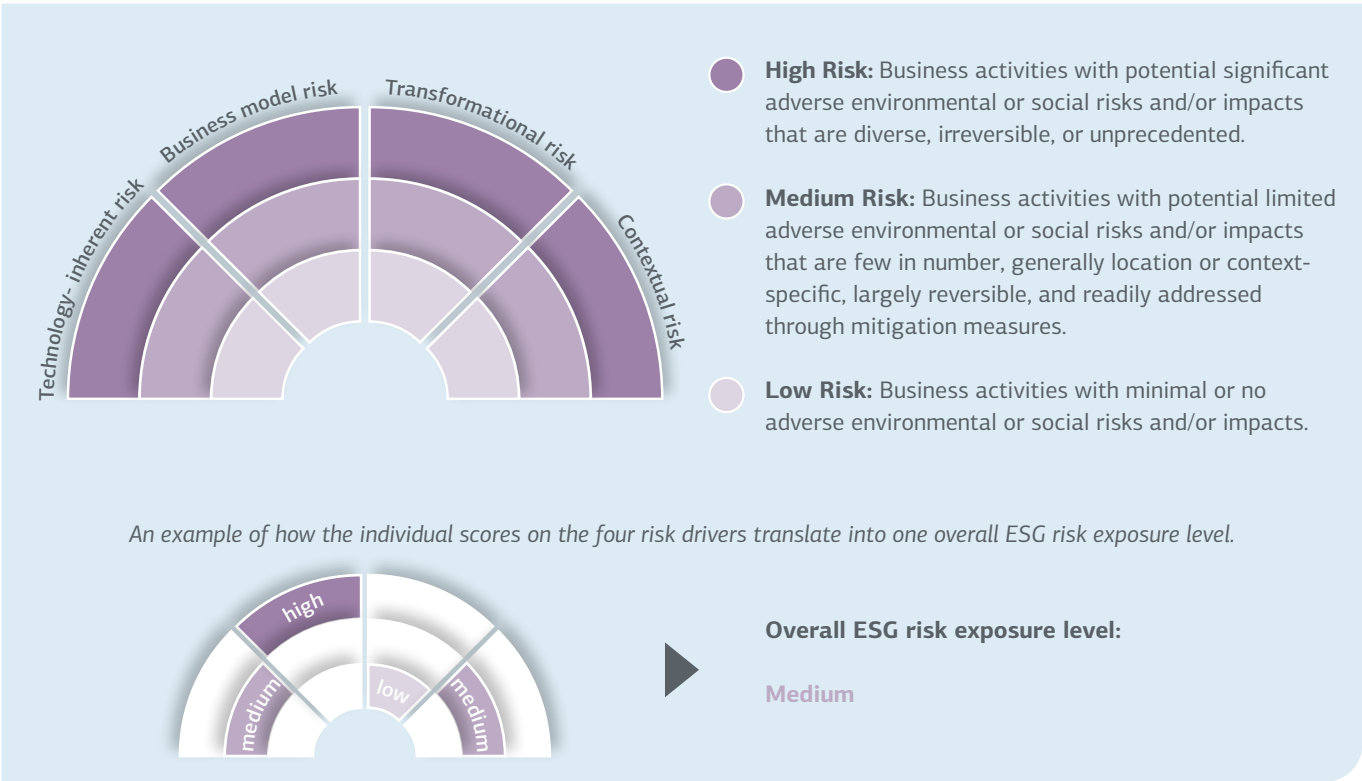 Technology- inherent risk
Business model risk
Transformational risk
Contextual risk
High Risk: Business activities with potential significant
adverse environmental or social risks and/or impacts
that are diverse, irreversible, or unprecedented.
Medium Risk: Business activities with potential limited
adverse environmental or social risks and/or impacts
that are few in number, generally location or context-
specific, largely reversible, and readily addressed
through mitigation measures.
Low Risk: Business activities with minimal or no
adverse environmental or social risks and/or impacts.
An example of how the individual scores on the four risk drivers translate into one overall ESG risk exposure level.
medium
high
low
medium
Overall ESG risk exposure level:
Medium